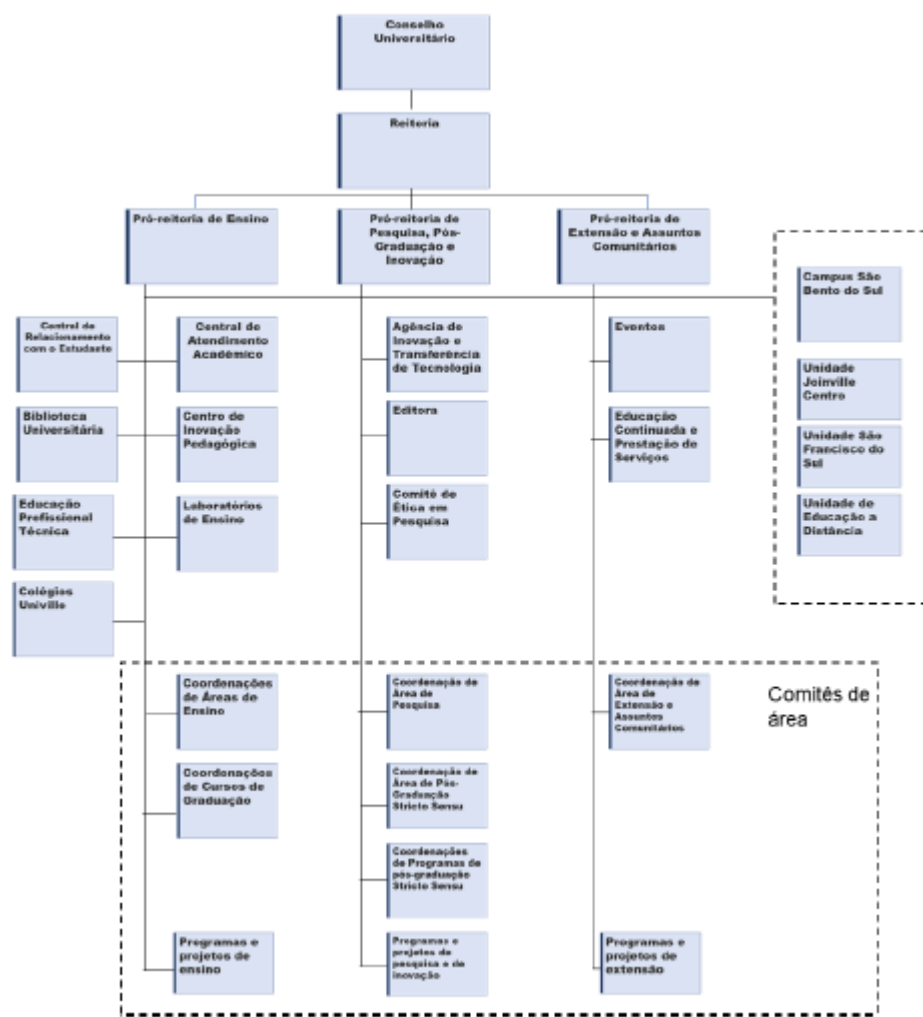 Conselho
Universitário
Reitoria
Pró-reitoria de Ensino
Pró-reitoria de
Pesquisa, Pós-
Graduação e
Inovação
Pró-reitoria de
Extensão e Assuntos
Comunitários
Campus São
Bento do Sul
Unidade
Joinville
Centro
Unidade São
Francisco do
Sul
Unidade de
Educação a
Distância
Central de
Relacionamento
com o Estudante
Central de
Atendimento
Acadêmico
Agência de
Inovação e
Transferência
de Tecnologia
Eventos
Biblioteca
Universitária
Centro de
Inovação
Pedagógica
Editora
Educação
Continuada e
Prestação de
Serviços
Educação
Profissional
Técnica
Laboratórios
de Ensino
Comitê de
Ética em
Pesquisa
Colégios
Univille
Coordenações
de Áreas de
Ensino
Coordenação de
Área de
Pesquisa
Coordenação de
Área de
Extensão e
Assuntos
Comunitários
Comitês de
área
Coordenações
de Cursos de
Graduação
Coordenação de
Área de Pós-
Graduação
Stricto Sensu
Coordenações
de Programas de
pós-graduação
Stricto Sensu
Programas e
projetos de
ensino
Programas e
projetos de
pesquisa e de
inovação
Programas e
projetos de
extensão